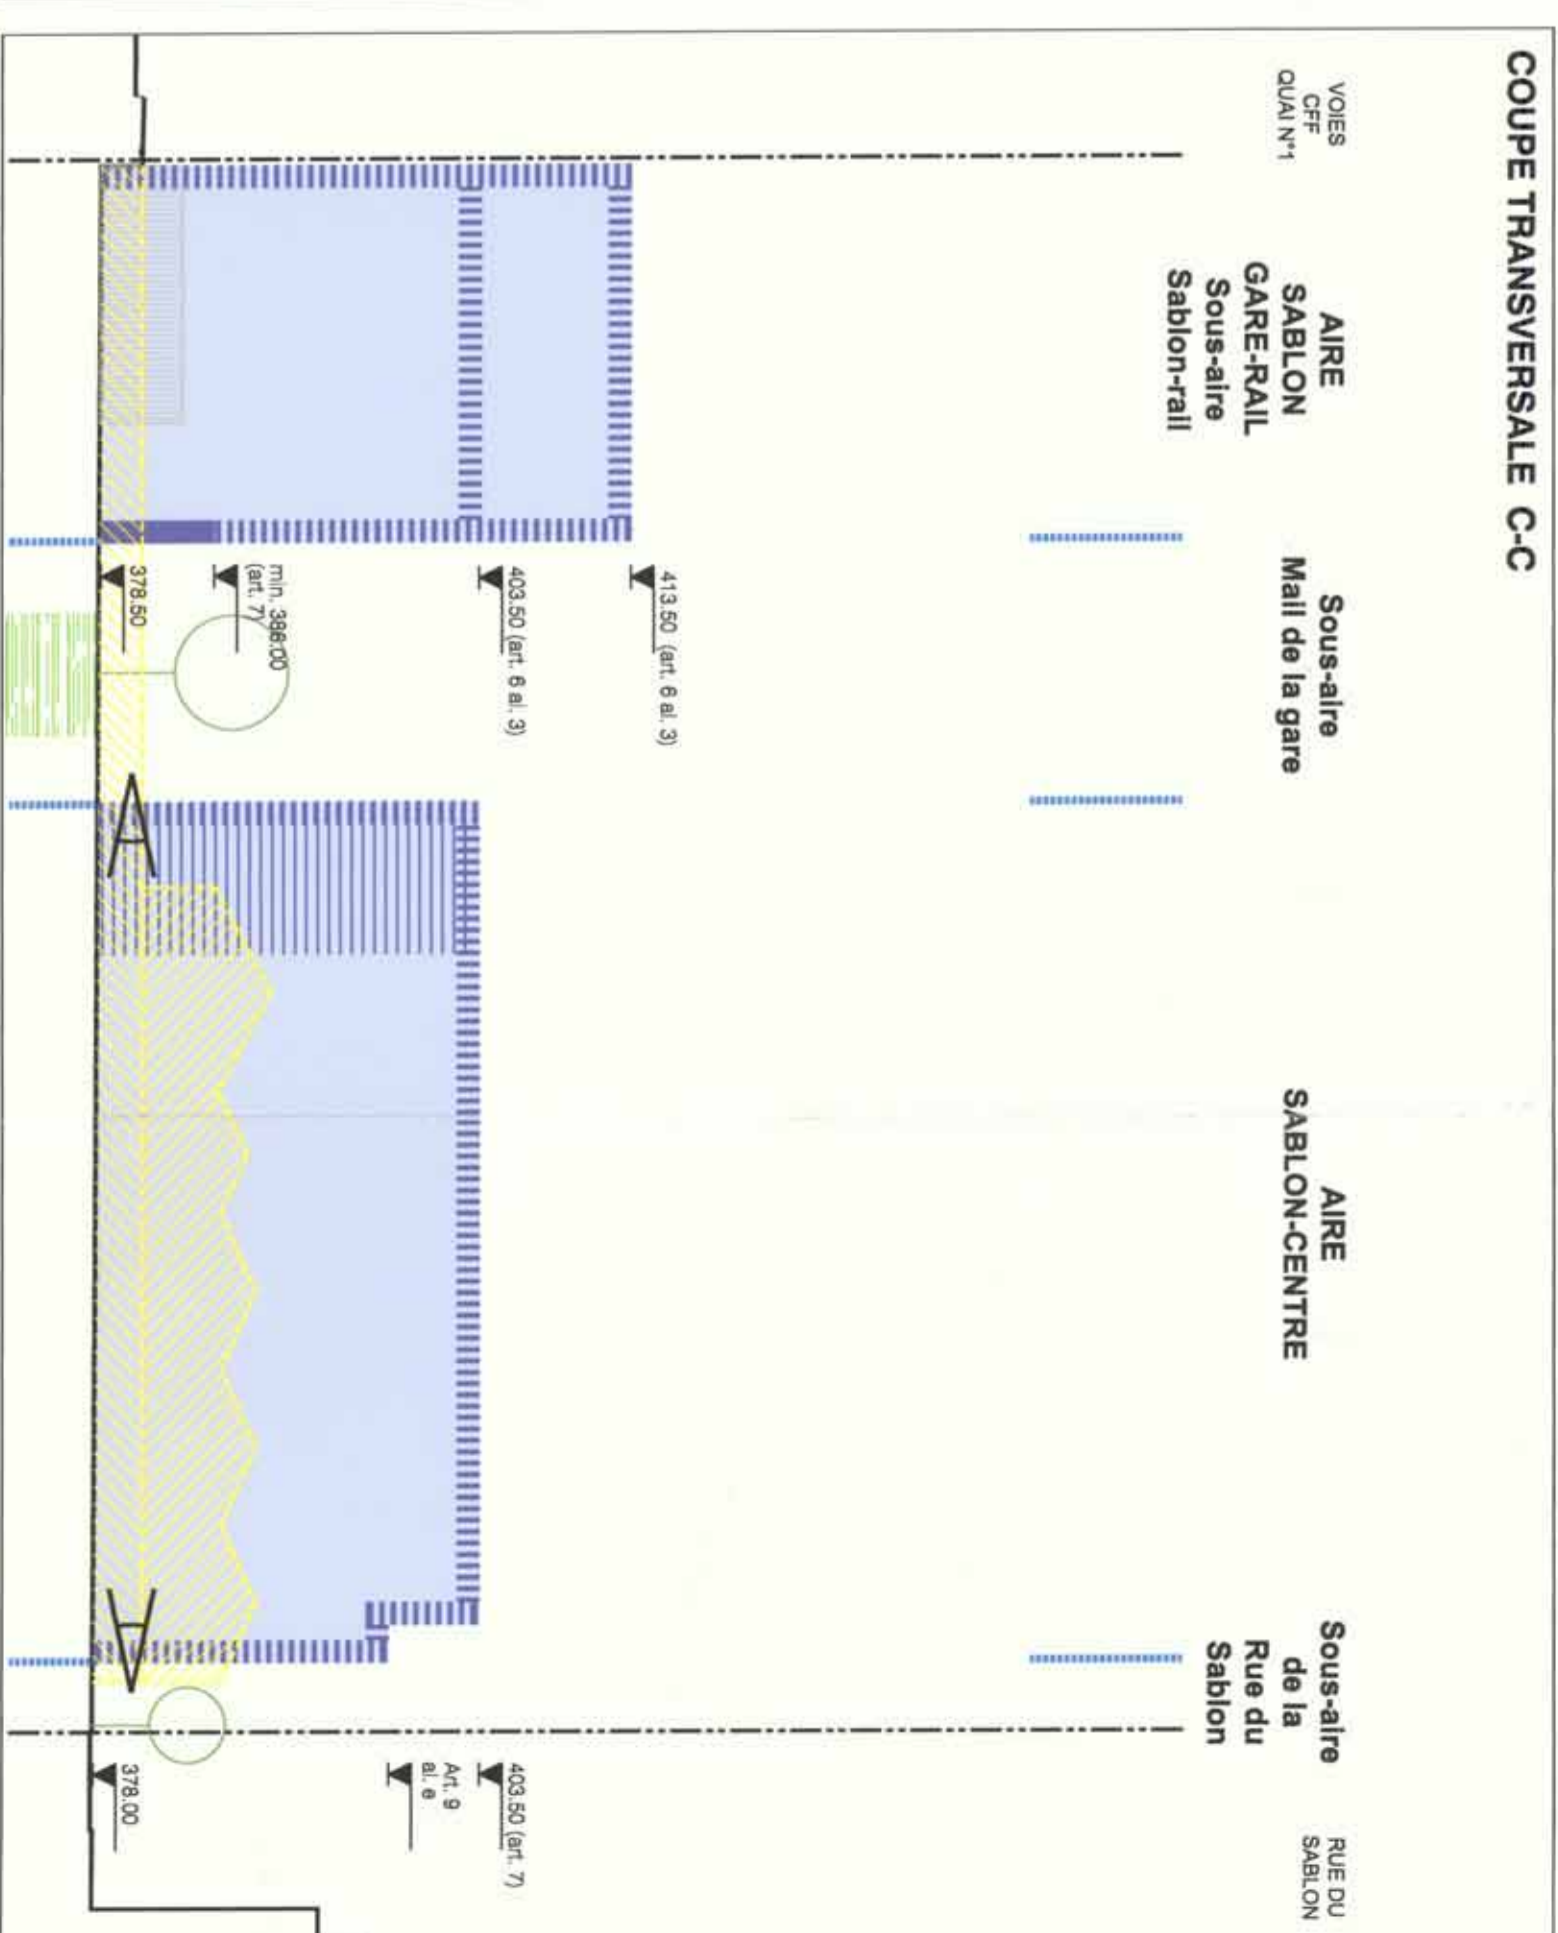 COUPE TRANSVERSALE C-C
VOIES
CFF
QUAI N°1
AIRE
SABLON
GARE-RAIL
Sous-aire
Sablon-rail
Sous-aire
Mail de la gare
AIRE
SABLON-CENTRE
Sous-aire
de la
Rue du
Sablon
RUE DU
SABLON
413.50 (art. 6 al. 3)
403.50 (art. 6 al. 3)
min. 386.00
(art. 7)
378.50
403.50 (art. 7)
Art. 9
al. e
378.00